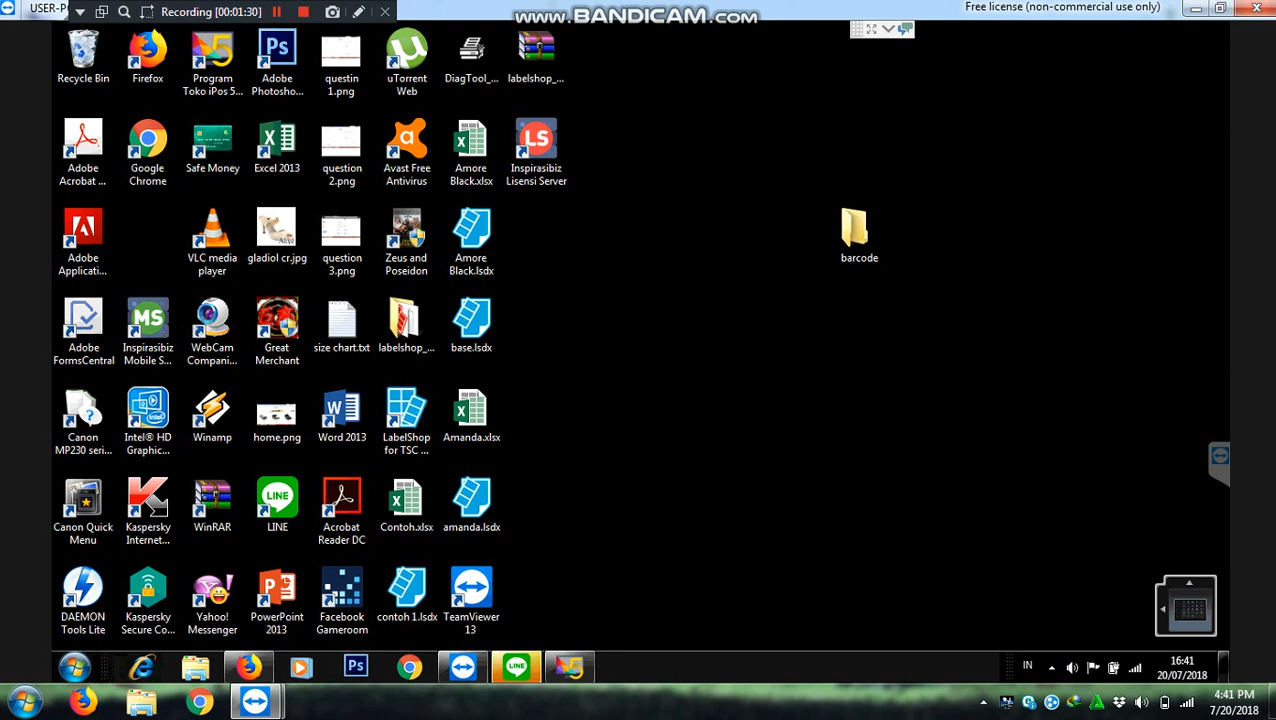 USER-P
Recording [00:01:30]
www.BANDICAM.com
Free license (non-commercial use only)
Recycle Bin
Firefox
Program
Toko iPos 5...
Adobe
Photosho...
questin
1.png
uTorrent
Web
DiagTool_...
labelshop_...
Adobe
Acrobat ...
Google
Chrome
Safe Money
Excel 2013
question
2.png
Avast Free
Antivirus
Amore
Black.xlsx
LS
Inspirasibiz
Lisensi Server
Adobe
Applicati...
VLC media
player
gladiol cr.jpg
question
3.png
Zeus and
Poseidon
Amore
Black.lsdx
barcode
Adobe
FormsCentral
MS
Inspirasibiz
Mobile S...
WebCam
Compani...
Great
Merchant
size chart.txt
labelshop_...
base.lsdx
Canon
MP230 seri...
Intel® HD
Graphic...
Winamp
home.png
Word 2013
LabelShop
for TSC ...
Amanda.xlsx
Canon Quick
Menu
Kaspersky
Internet...
WinRAR
LINE
LINE
Acrobat
Reader DC
Contoh.xlsx
amanda.lsdx
DAEMON
Tools Lite
Kaspersky
Secure Co...
Yahoo!
Messenger
PowerPoint
2013
Facebook
Gameroom
contoh 1.lsdx
TeamViewer
13
Ps
LINE
IN
16:41
20/07/2018
4:41 PM
7/20/2018